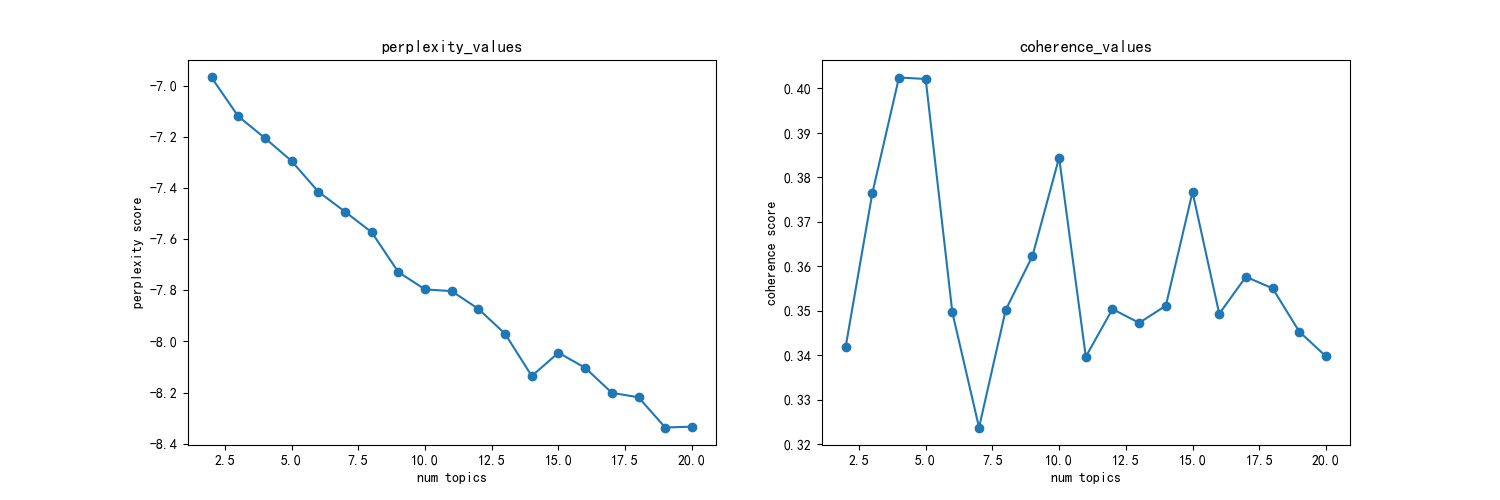 perplexity_values
perplexity score
-7.0
-7.2
-7.4
-7.6
-7.8
-8.0
-8.2
-8.4
2.5 5.0 7.5 10.0 12.5 15.0 17.5 20.0
num topics
coherence_values
coherence score
0.40
0.39
0.38
0.37
0.36
0.35
0.34
0.33
0.32
2.5 5.0 7.5 10.0 12.5 15.0 17.5 20.0
num topics